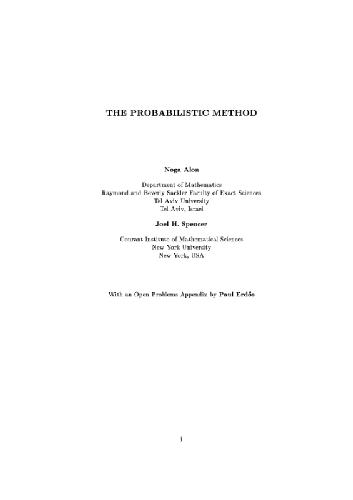 THE PROBABILISTIC METHOD
Noga Alon
Department of Mathematics
Raymond and Beverly Sackler Faculty of Exact Sciences
Tel Aviv University
Tel Aviv, Israel
Joel H. Spencer
Courant Institute of Mathematical Sciences
New York University
New York, USA
With an Open Problems Appendix by Paul Erdős
1